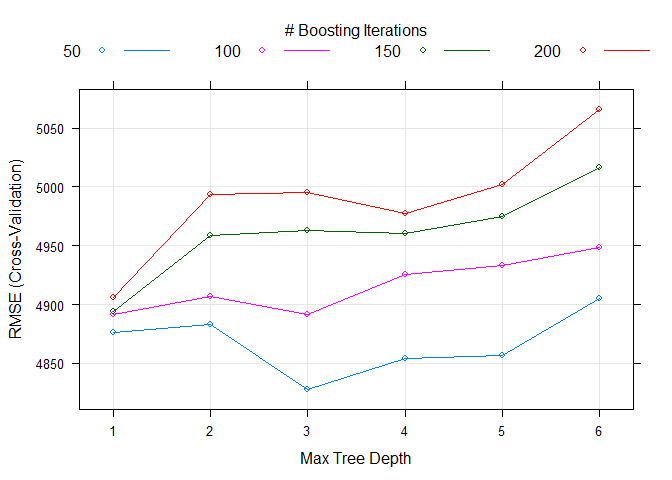 # Boosting Iterations
50 100 150 200
RMSE (Cross-Validation)
5050
5000
4950
4900
4850
1 2 3 4 5 6
Max Tree Depth